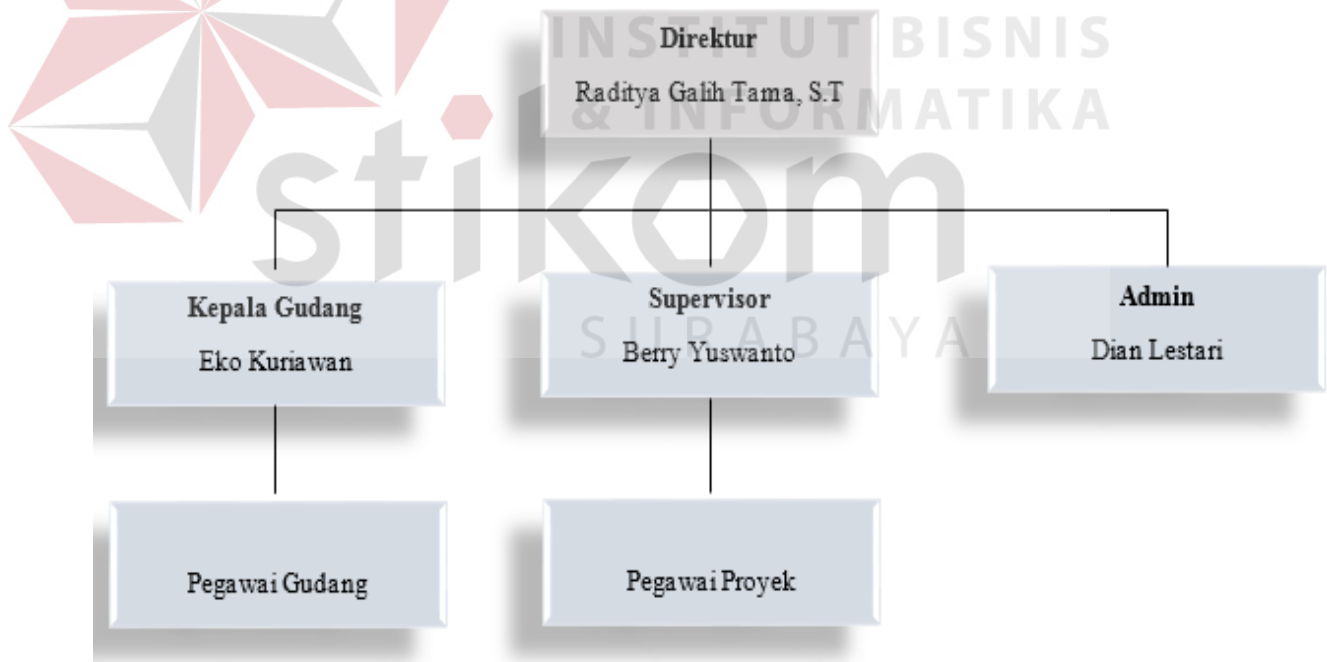 INSTITUT BISNIS
& INFORMATIKA
stikom
SURABAYA
Direktur
Raditya Galih Tama, S.T
Kepala Gudang
Eko Kuriawan
Supervisor
Berry Yuswanto
Admin
Dian Lestari
Pegawai Gudang
Pegawai Proyek